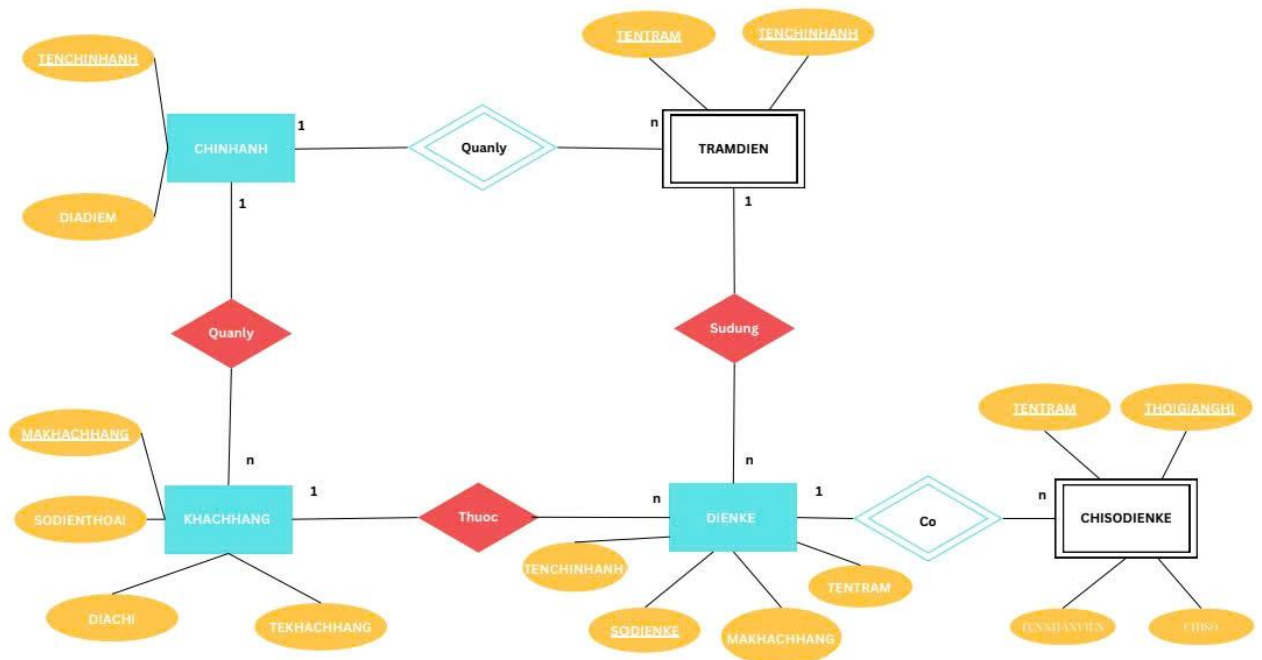 TENTRAM
TENCHINHANH
TENCHINHANH
1
n
CHINHANH
Quanly
TRAMDIEN
DIADIEM
1
1
Quanly
Sudung
TENTRAM
THOIGIANGHI
MAKHACHHANG
n
n
1
n
1
n
SODIENTHOAI
KHACHHANG
Thuoc
DIENKE
Co
CHISODIENKE
TENCHINHANH
TENTRAM
DIACHI
TEKHACHHANG
SODIENKE
MAKHACHHANG
TENNHANVIEN
CHISO